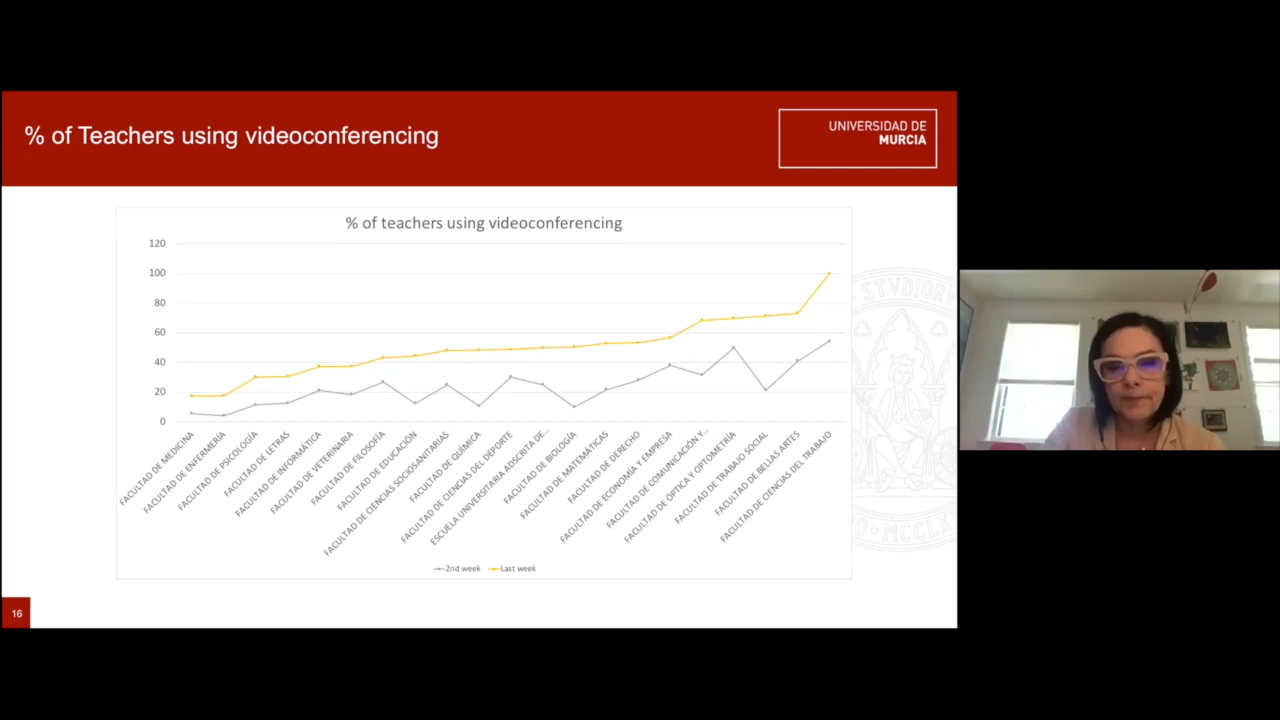 % of Teachers using videoconferencing
UNIVERSIDAD DE
MURCIA
% of teachers using videoconferencing
120
100
80
60
40
20
0
FACULTAD DE MEDICINA
FACULTAD DE ENFERMERÍA
FACULTAD DE PSICOLOGÍA
FACULTAD DE LETRAS
FACULTAD DE INFORMÁTICA
FACULTAD DE VETERINARIA
FACULTAD DE FILOSOFÍA
FACULTAD DE EDUCACIÓN
FACULTAD DE CIENCIAS SOCIOSANITARIAS
FACULTAD DE QUÍMICA
FACULTAD DE CIENCIAS DEL DEPORTE
ESCUELA UNIVERSITARIA ADSCRITA DE...
FACULTAD DE BIOLOGÍA
FACULTAD DE MATEMÁTICAS
FACULTAD DE DERECHO
FACULTAD DE ECONOMÍA Y EMPRESA
FACULTAD DE COMUNICACIÓN Y...
FACULTAD DE ÓPTICA Y OPTOMETRÍA
FACULTAD DE TRABAJO SOCIAL
FACULTAD DE BELLAS ARTES
FACULTAD DE CIENCIAS DEL TRABAJO
2nd week
Last week
STVDIOR
O · MCCLX
16